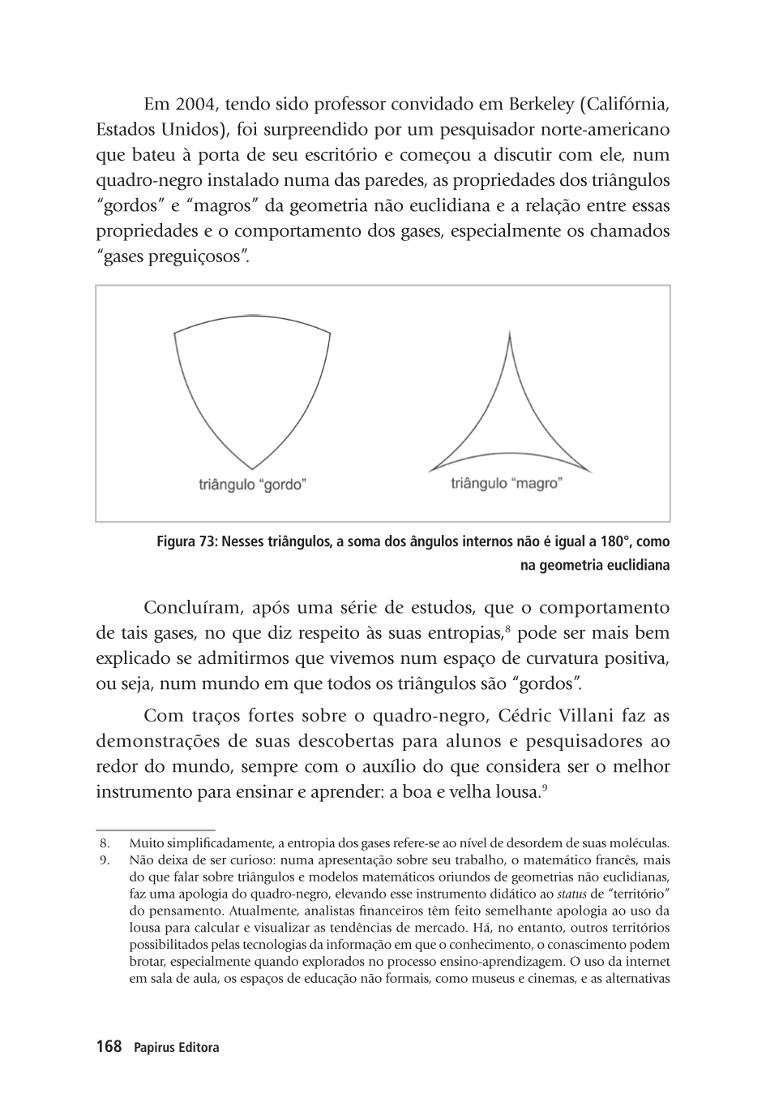 Em 2004, tendo sido professor convidado em Berkeley (Califórnia,
Estados Unidos), foi surpreendido por um pesquisador norte-americano
que bateu à porta de seu escritório e começou a discutir com ele, num
quadro-negro instalado numa das paredes, as propriedades dos triângulos
“gordos” e “magros” da geometria não euclidiana e a relação entre essas
propriedades e o comportamento dos gases, especialmente os chamados
“gases preguiçosos”.
triângulo “gordo”
triângulo “magro”
Figura 73: Nesses triângulos, a soma dos ângulos internos não é igual a 180°, como
na geometria euclidiana
Concluíram, após uma série de estudos, que o comportamento
de tais gases, no que diz respeito às suas entropias,⁸ pode ser mais bem
explicado se admitirmos que vivemos num espaço de curvatura positiva,
ou seja, num mundo em que todos os triângulos são “gordos”.
Com traços fortes sobre o quadro-negro, Cédric Villani faz as
demonstrações de suas descobertas para alunos e pesquisadores ao
redor do mundo, sempre com o auxílio do que considera ser o melhor
instrumento para ensinar e aprender: a boa e velha lousa.⁹
8. Muito simplificadamente, a entropia dos gases refere-se ao nível de desordem de suas moléculas.
9. Não deixa de ser curioso: numa apresentação sobre seu trabalho, o matemático francês, mais
do que falar sobre triângulos e modelos matemáticos oriundos de geometrias não euclidianas,
faz uma apologia do quadro-negro, elevando esse instrumento didático ao status de “território”
do pensamento. Atualmente, analistas financeiros têm feito semelhante apologia ao uso da
lousa para calcular e visualizar as tendências de mercado. Há, no entanto, outros territórios
possibilitados pelas tecnologias da informação em que o conhecimento, o conascimento podem
brotar, especialmente quando explorados no processo ensino-aprendizagem. O uso da internet
em sala de aula, os espaços de educação não formais, como museus e cinemas, e as alternativas
168 Papirus Editora